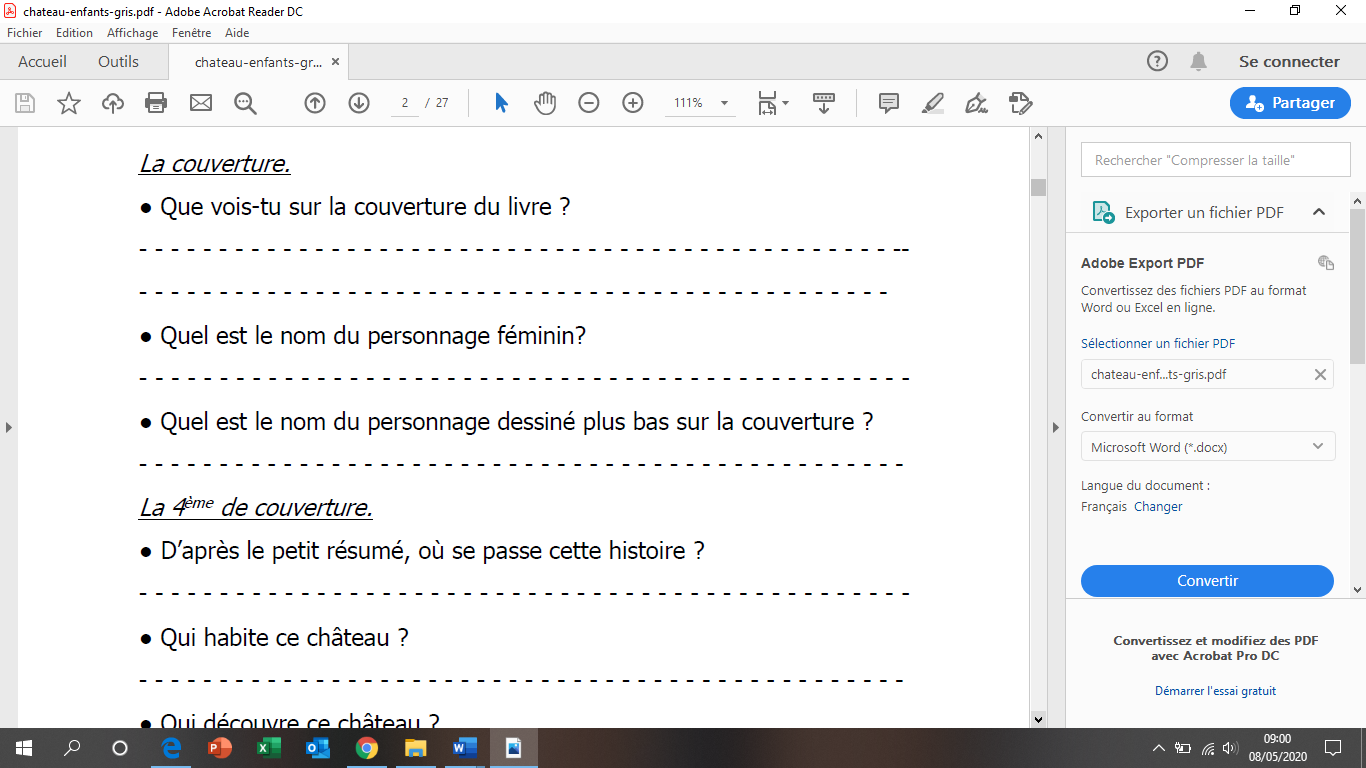 chateau-enfants-gris.pdf - Adobe Acrobat Reader DC
Fichier Edition Affichage Fenêtre Aide
Accueil Outils chateau-enfants-gr... × Se connecter
2 / 27 111% Partager
La couverture.
● Que vois-tu sur la couverture du livre ?
- - - - - - - - - - - - - - - - - - - - - - - - - - - - - - - - - - - - - - - - - - - - - - - - --
- - - - - - - - - - - - - - - - - - - - - - - - - - - - - - - - - - - - - - - - - - - - - - - -
● Quel est le nom du personnage féminin?
- - - - - - - - - - - - - - - - - - - - - - - - - - - - - - - - - - - - - - - - - - - - - - - - -
● Quel est le nom du personnage dessiné plus bas sur la couverture ?
- - - - - - - - - - - - - - - - - - - - - - - - - - - - - - - - - - - - - - - - - - - - - - - - -
La 4ème de couverture.
● D'après le petit résumé, où se passe cette histoire ?
- - - - - - - - - - - - - - - - - - - - - - - - - - - - - - - - - - - - - - - - - - - - - - - - -
● Qui habite ce château ?
- - - - - - - - - - - - - - - - - - - - - - - - - - - - - - - - - - - - - - - - - - - - - - - - -
● Qui découvre ce château ?
Rechercher "Compresser la taille"
Exporter un fichier PDF
Adobe Export PDF
Convertissez des fichiers PDF au format
Word ou Excel en ligne.
Sélectionner un fichier PDF
chateau-enf...ts-gris.pdf
Convertir au format
Microsoft Word (*.docx)
Langue du document :
Français Changer
Convertir
Convertissez et modifiez des PDF
avec Acrobat Pro DC
Démarrer l'essai gratuit
09:00
08/05/2020